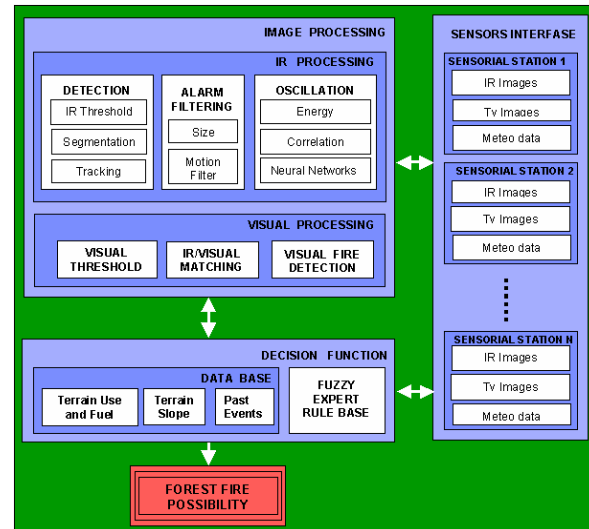 IMAGE PROCESSING
IR PROCESSING
DETECTION
IR Threshold
Segmentation
Tracking
ALARM
FILTERING
Size
Motion
Filter
OSCILLATION
Energy
Correlation
Neural Networks
VISUAL PROCESSING
VISUAL
THRESHOLD
IR/VISUAL
MATCHING
VISUAL FIRE
DETECTION
DECISION FUNCTION
DATA BASE
Terrain Use
and Fuel
Terrain
Slope
Past
Events
FUZZY
EXPERT
RULE BASE
FOREST FIRE
POSSIBILITY
SENSORS INTERFASE
SENSORIAL STATION 1
IR Images
Tv Images
Meteo data
SENSORIAL STATION 2
IR Images
Tv Images
Meteo data
SENSORIAL STATION N
IR Images
Tv Images
Meteo data